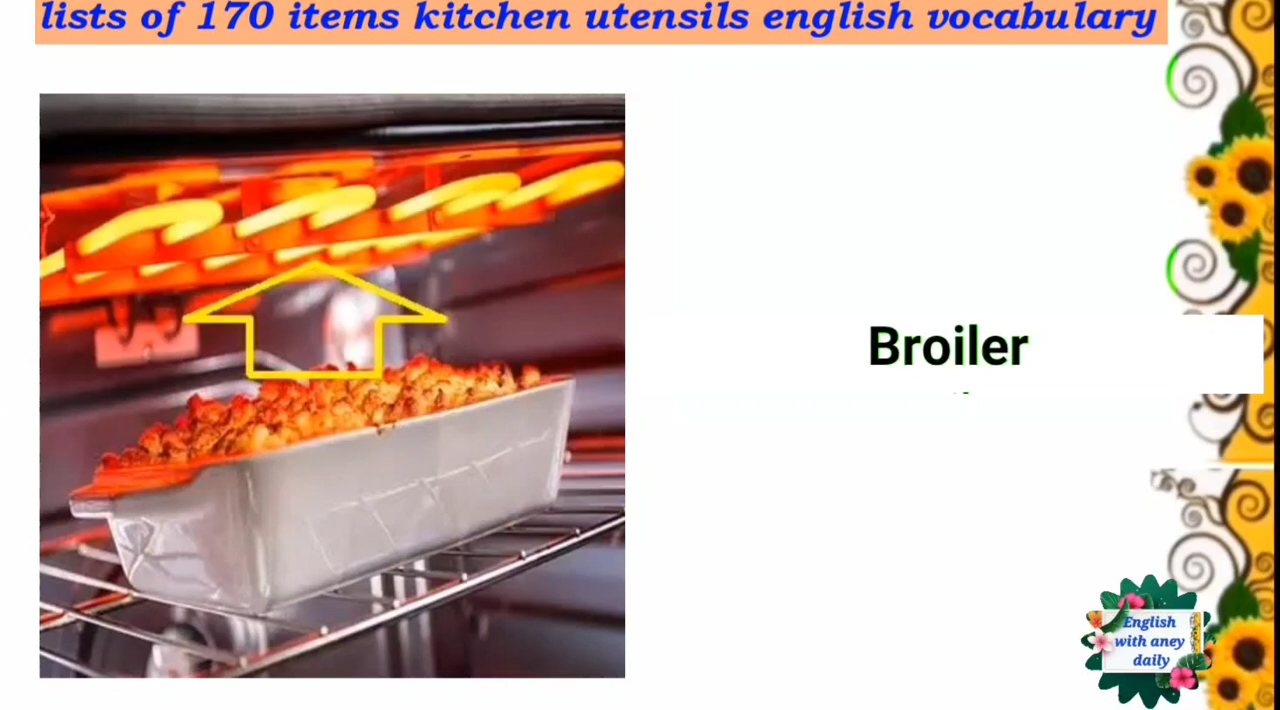 lists of 170 items kitchen utensils english vocabulary
Broiler
English
with aney
daily